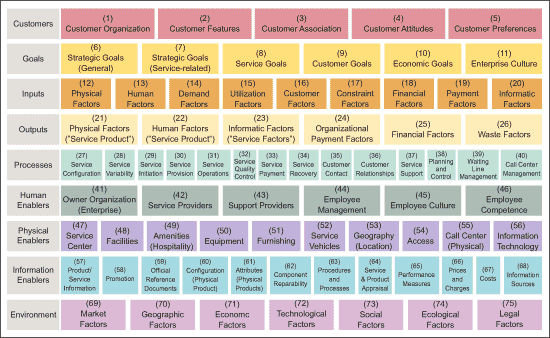 Customers
(1) Customer Organization
(2) Customer Features
(3) Customer Association
(4) Customer Attitudes
(5) Customer Preferences
Goals
(6) Strategic Goals (General)
(7) Strategic Goals (Service-related)
(8) Service Goals
(9) Customer Goals
(10) Economic Goals
(11) Enterprise Culture
Inputs
(12) Physical Factors
(13) Human Factors
(14) Demand Factors
(15) Utilization Factors
(16) Customer Factors
(17) Constraint Factors
(18) Financial Factors
(19) Payment Factors
(20) Informatic Factors
Outputs
(21) Physical Factors ("Service Product")
(22) Human Factors ("Service Product")
(23) Informatic Factors ("Service Factors")
(24) Organizational Payment Factors
(25) Financial Factors
(26) Waste Factors
Processes
(27) Service Configuration
(28) Service Variability
(29) Service Initiation
(30) Service Provision
(31) Service Operations
(32) Service Quality Control
(33) Service Payment
(34) Service Recovery
(35) Customer Contact
(36) Customer Relationships
(37) Service Support
(38) Planning and Control
(39) Waiting Line Management
(40) Call Center Management
Human Enablers
(41) Owner Organization (Enterprise)
(42) Service Providers
(43) Support Providers
(44) Employee Management
(45) Employee Culture
(46) Employee Competence
Physical Enablers
(47) Service Center
(48) Facilities
(49) Amenities (Hospitality)
(50) Equipment
(51) Furnishing
(52) Service Vehicles
(53) Geography (Location)
(54) Access
(55) Call Center (Physical)
(56) Information Technology
Information Enablers
(57) Product/ Service Information
(58) Promotion
(59) Official Reference Documents
(60) Configuration (Physical Product)
(61) Attributes (Physical Products)
(62) Component Reparability
(63) Procedures and Processes
(64) Service & Product Appraisal
(65) Performance Measures
(66) Prices and Charges
(67) Costs
(68) Information Sources
Environment
(69) Market Factors
(70) Geographic Factors
(71) Economc Factors
(72) Technological Factors
(73) Social Factors
(74) Ecological Factors
(75) Legal Factors